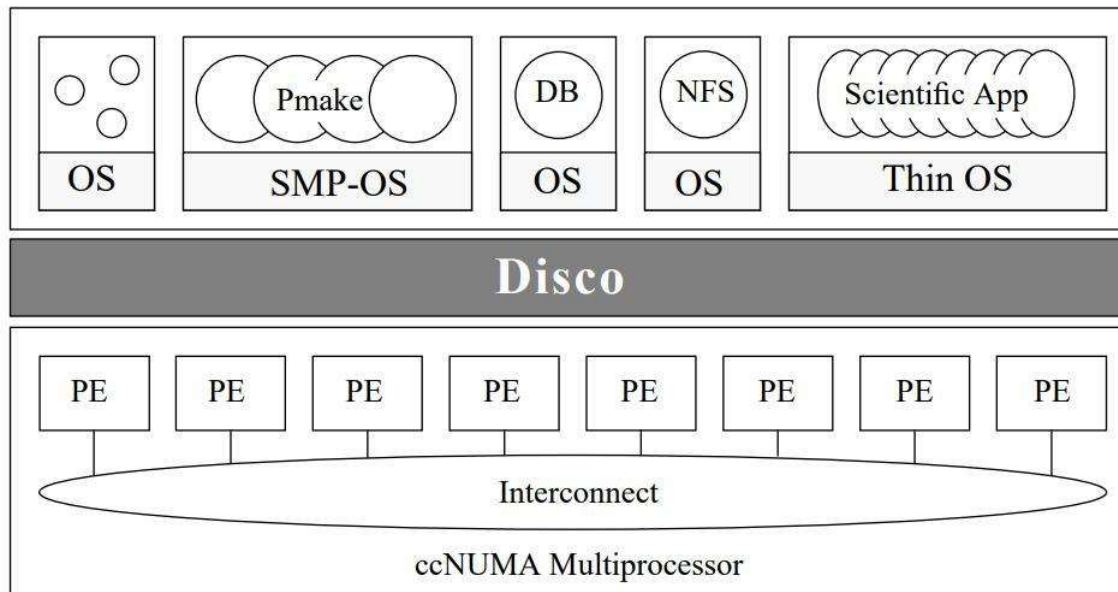 Pmake
DB
NFS
Scientific App
OS
SMP-OS
OS
OS
Thin OS
Disco
PE PE PE PE PE PE PE PE
Interconnect
ccNUMA Multiprocessor